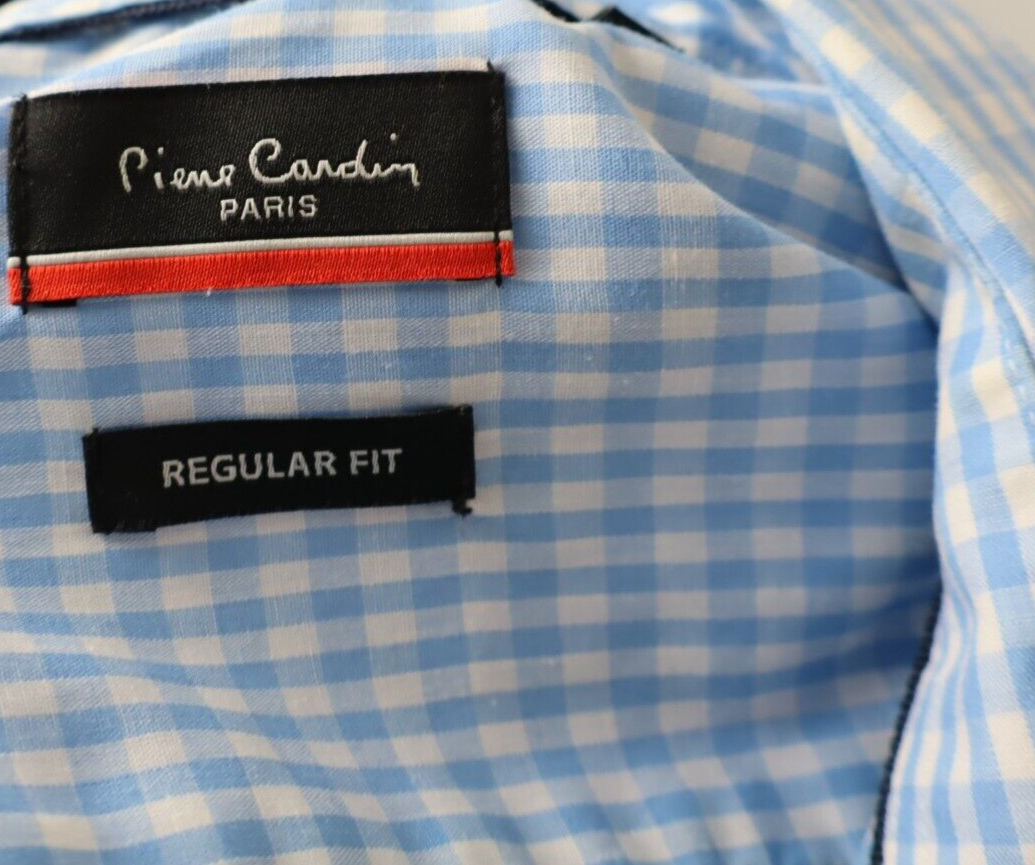 Pierre Cardin
PARIS
REGULAR FIT